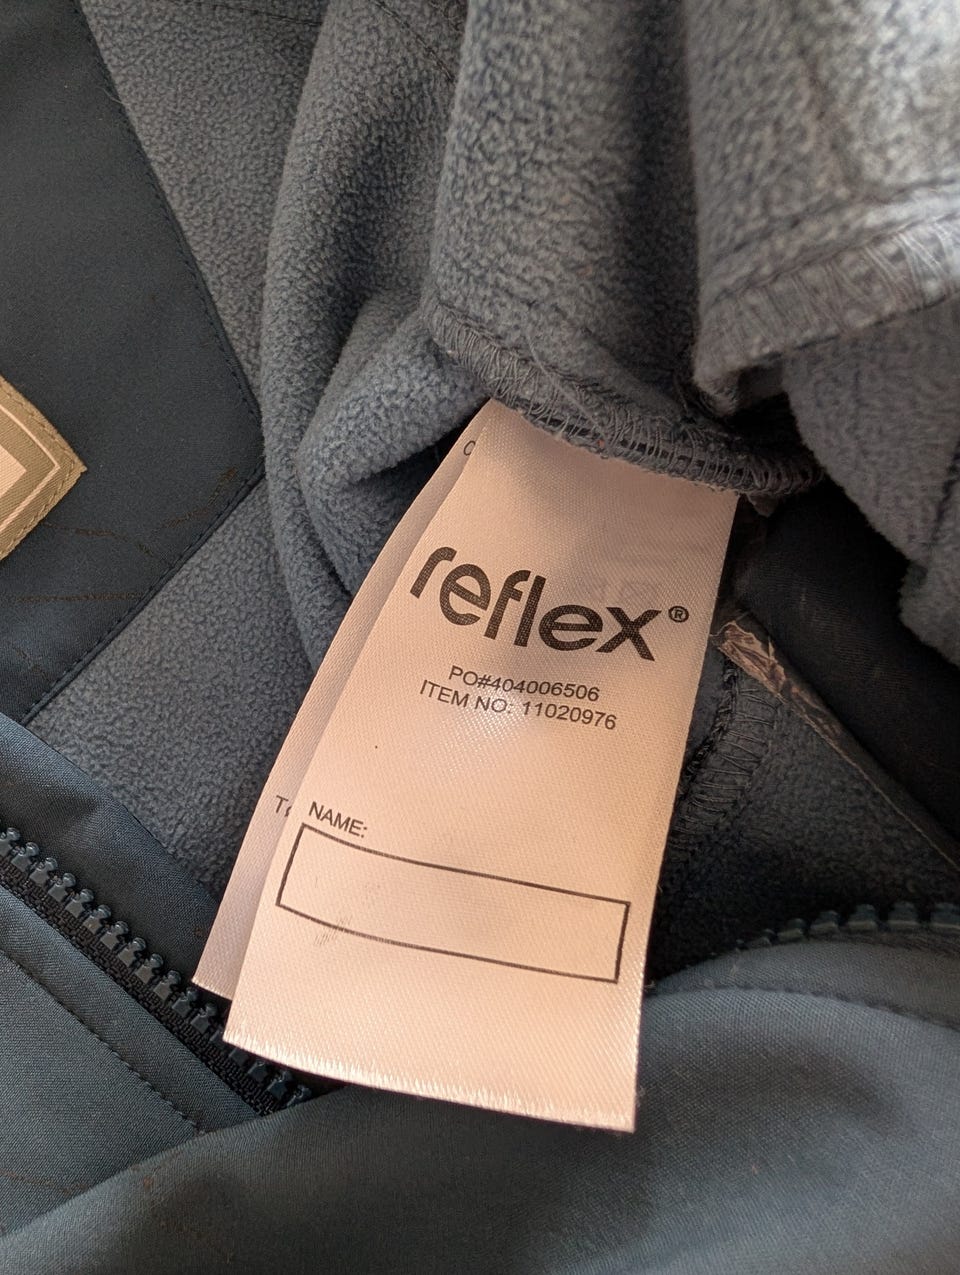 reflex®
PO#404006506
ITEM NO: 11020976
NAME: